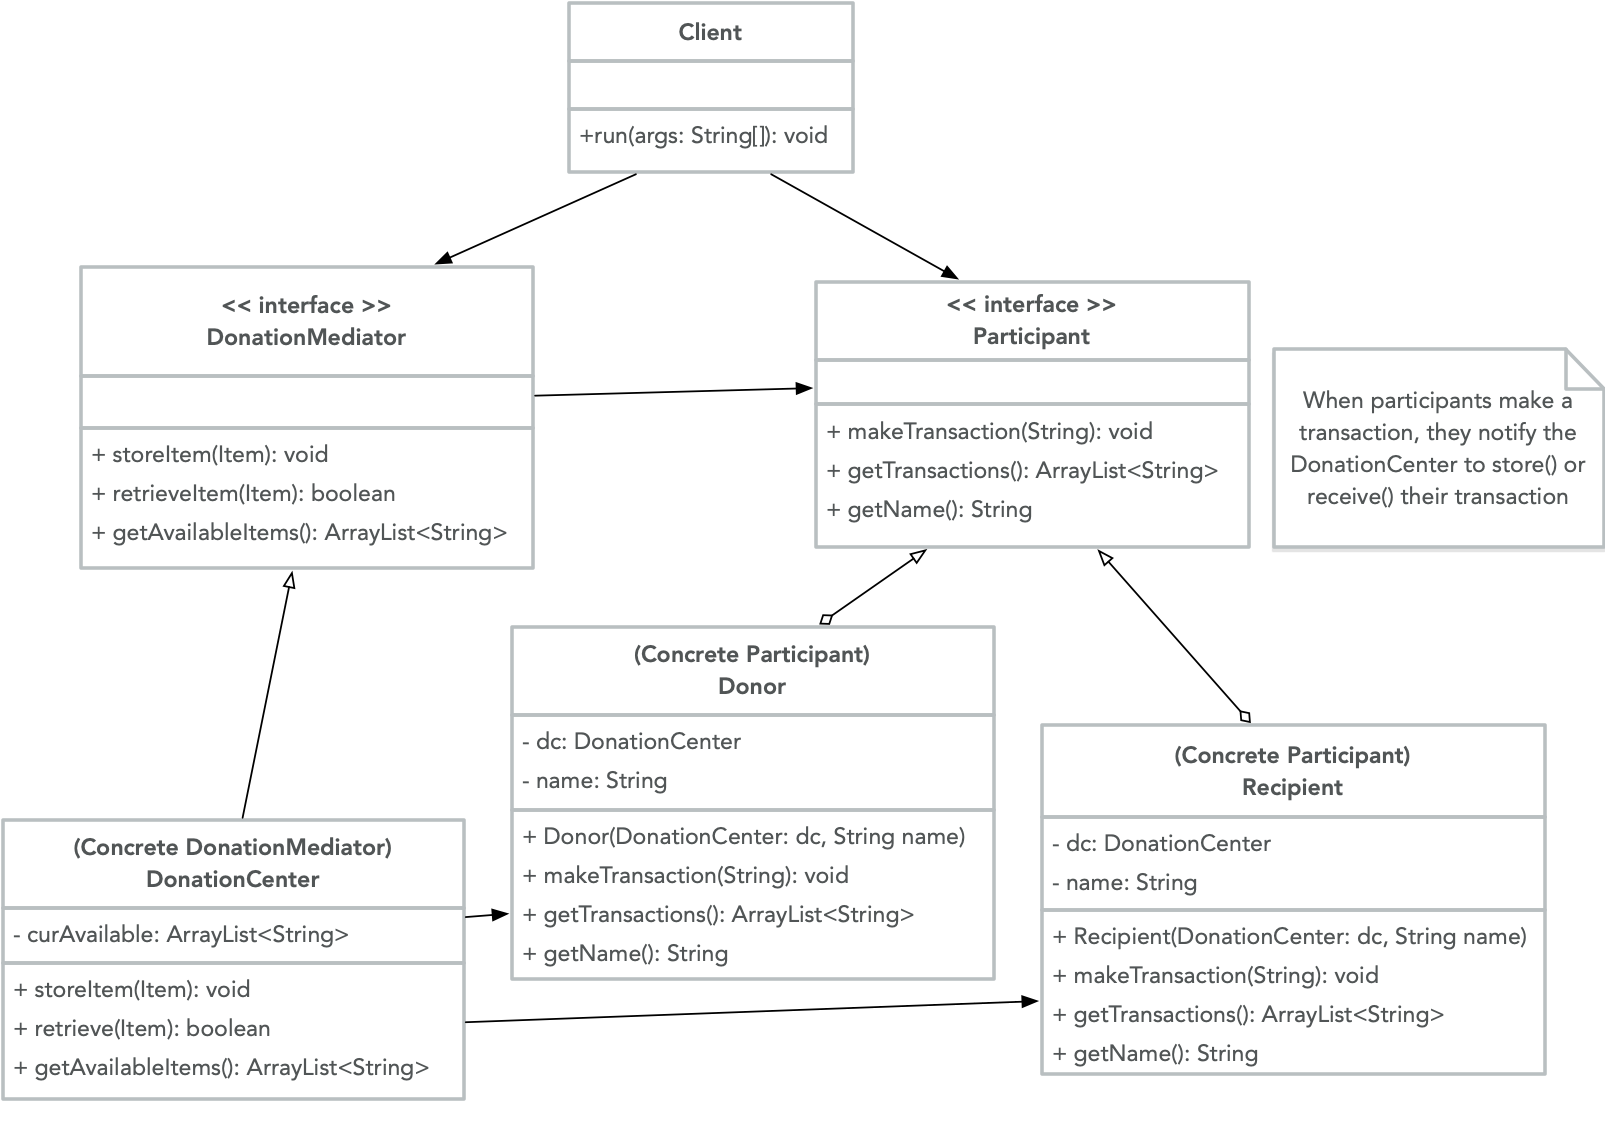 Client
+run(args: String[]): void
<< interface >>
DonationMediator
+ storeItem(Item): void
+ retrieveItem(Item): boolean
+ getAvailableItems(): ArrayList<String>
<< interface >>
Participant
+ makeTransaction(String): void
+ getTransactions(): ArrayList<String>
+ getName(): String
When participants make a
transaction, they notify the
DonationCenter to store() or
receive() their transaction
(Concrete Participant)
Donor
- dc: DonationCenter
- name: String
+ Donor(DonationCenter: dc, String name)
+ makeTransaction(String): void
+ getTransactions(): ArrayList<String>
+ getName(): String
(Concrete Participant)
Recipient
- dc: DonationCenter
- name: String
+ Recipient(DonationCenter: dc, String name)
+ makeTransaction(String): void
+ getTransactions(): ArrayList<String>
+ getName(): String
(Concrete DonationMediator)
DonationCenter
- curAvailable: ArrayList<String>
+ storeItem(Item): void
+ retrieve(Item): boolean
+ getAvailableItems(): ArrayList<String>